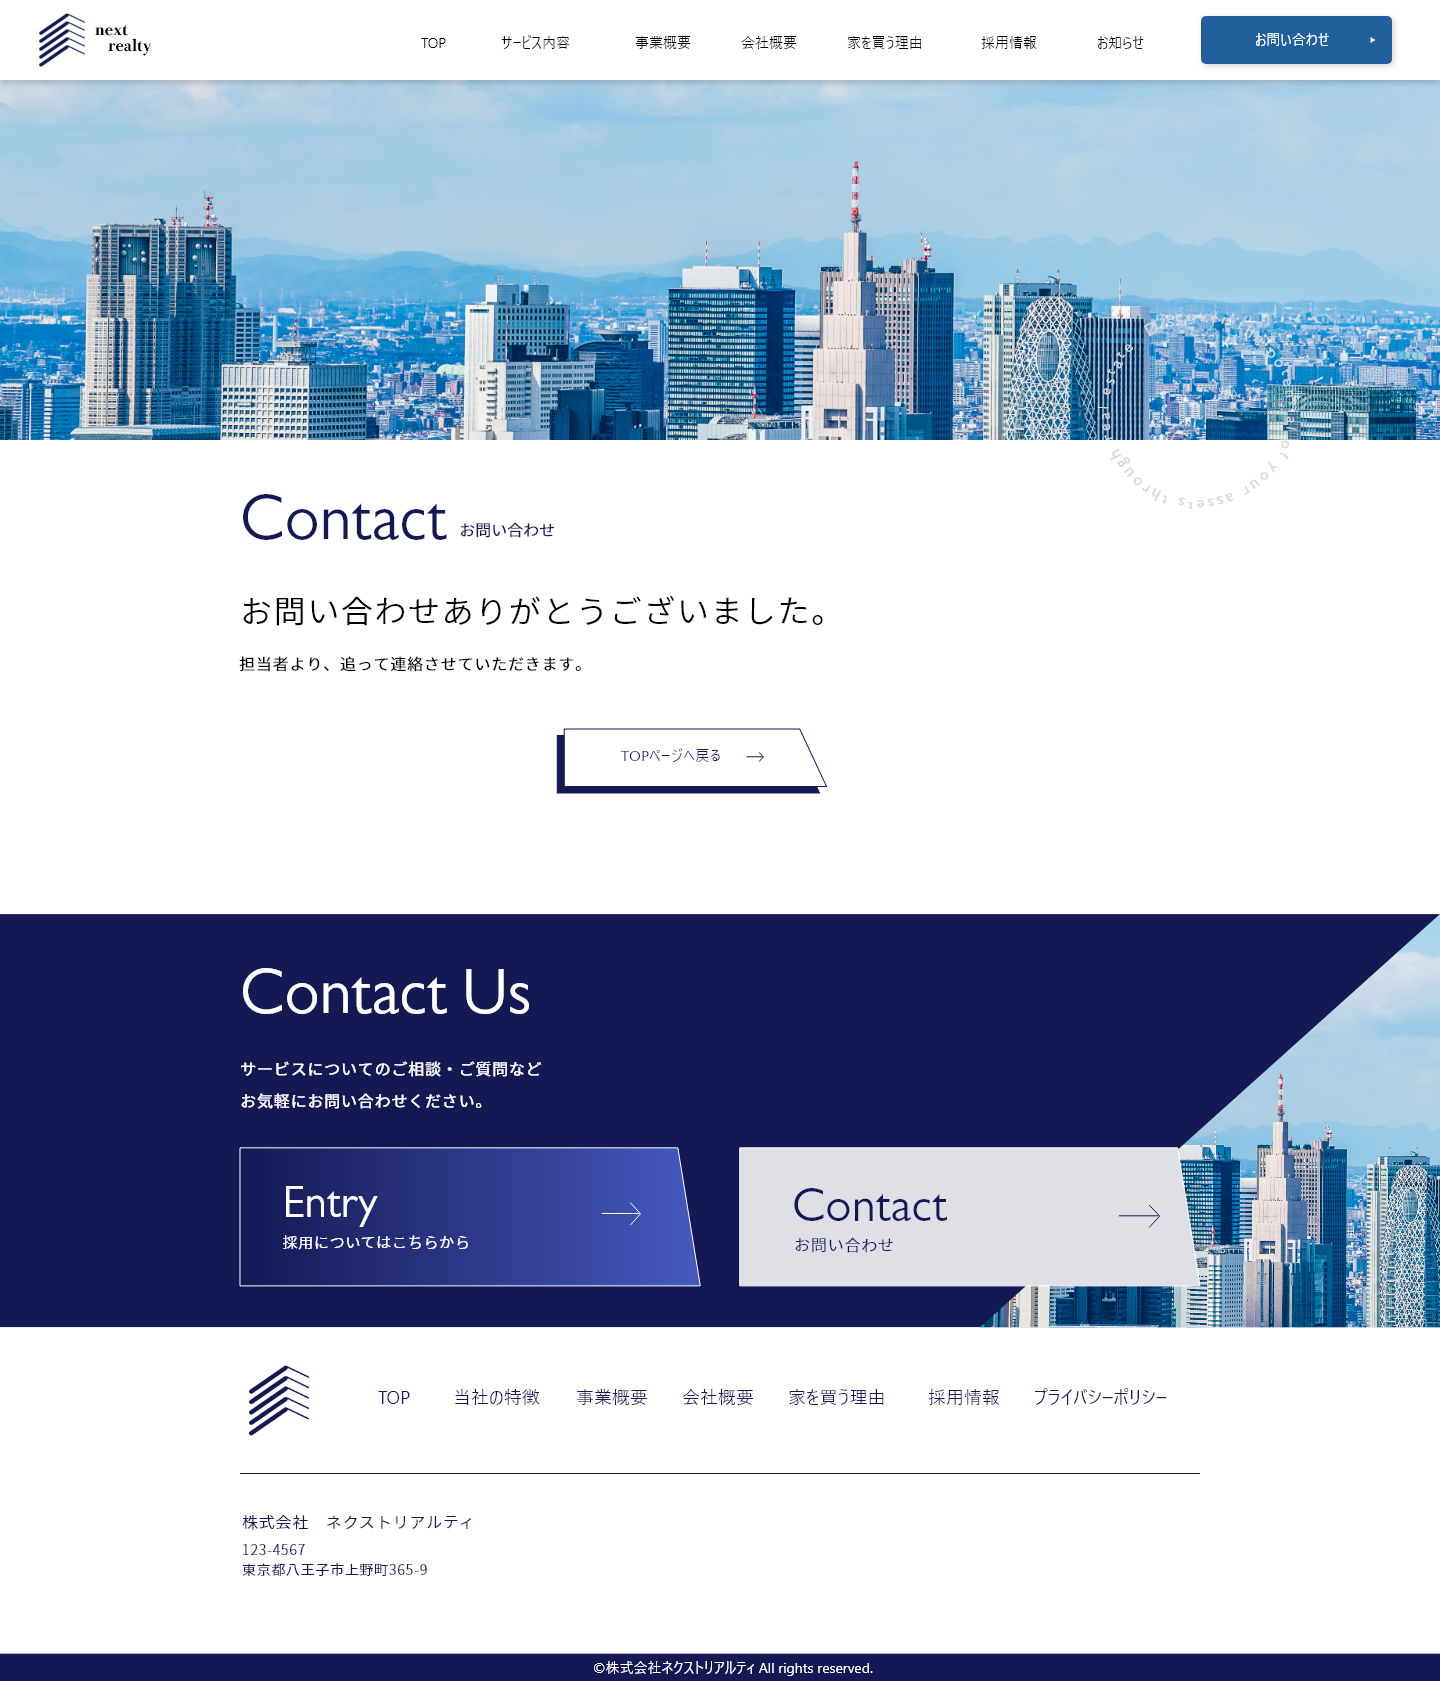 next
realty
TOP
サービス内容
事業概要
会社概要
家を買う理由
採用情報
お知らせ
お問い合わせ
of your assets through real estate
Contact お問い合わせ
お問い合わせありがとうございました。
担当者より、追って連絡させていただきます。
TOPページへ戻る
Contact Us
サービスについてのご相談・ご質問など
お気軽にお問い合わせください。
Entry
採用についてはこちらから
Contact
お問い合わせ
TOP
当社の特徴
事業概要
会社概要
家を買う理由
採用情報
プライバシーポリシー
株式会社　ネクストリアルティ
123-4567
東京都八王子市上野町365-9
©株式会社ネクストリアルティ All rights reserved.